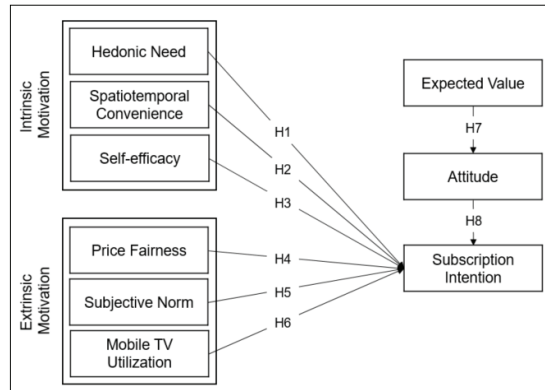 Intrinsic
Motivation
Hedonic Need
Spatiotemporal
Convenience
Self-efficacy
Extrinsic
Motivation
Price Fairness
Subjective Norm
Mobile TV
Utilization
H1
H2
H3
H4
H5
H6
Expected Value
H7
Attitude
H8
Subscription
Intention